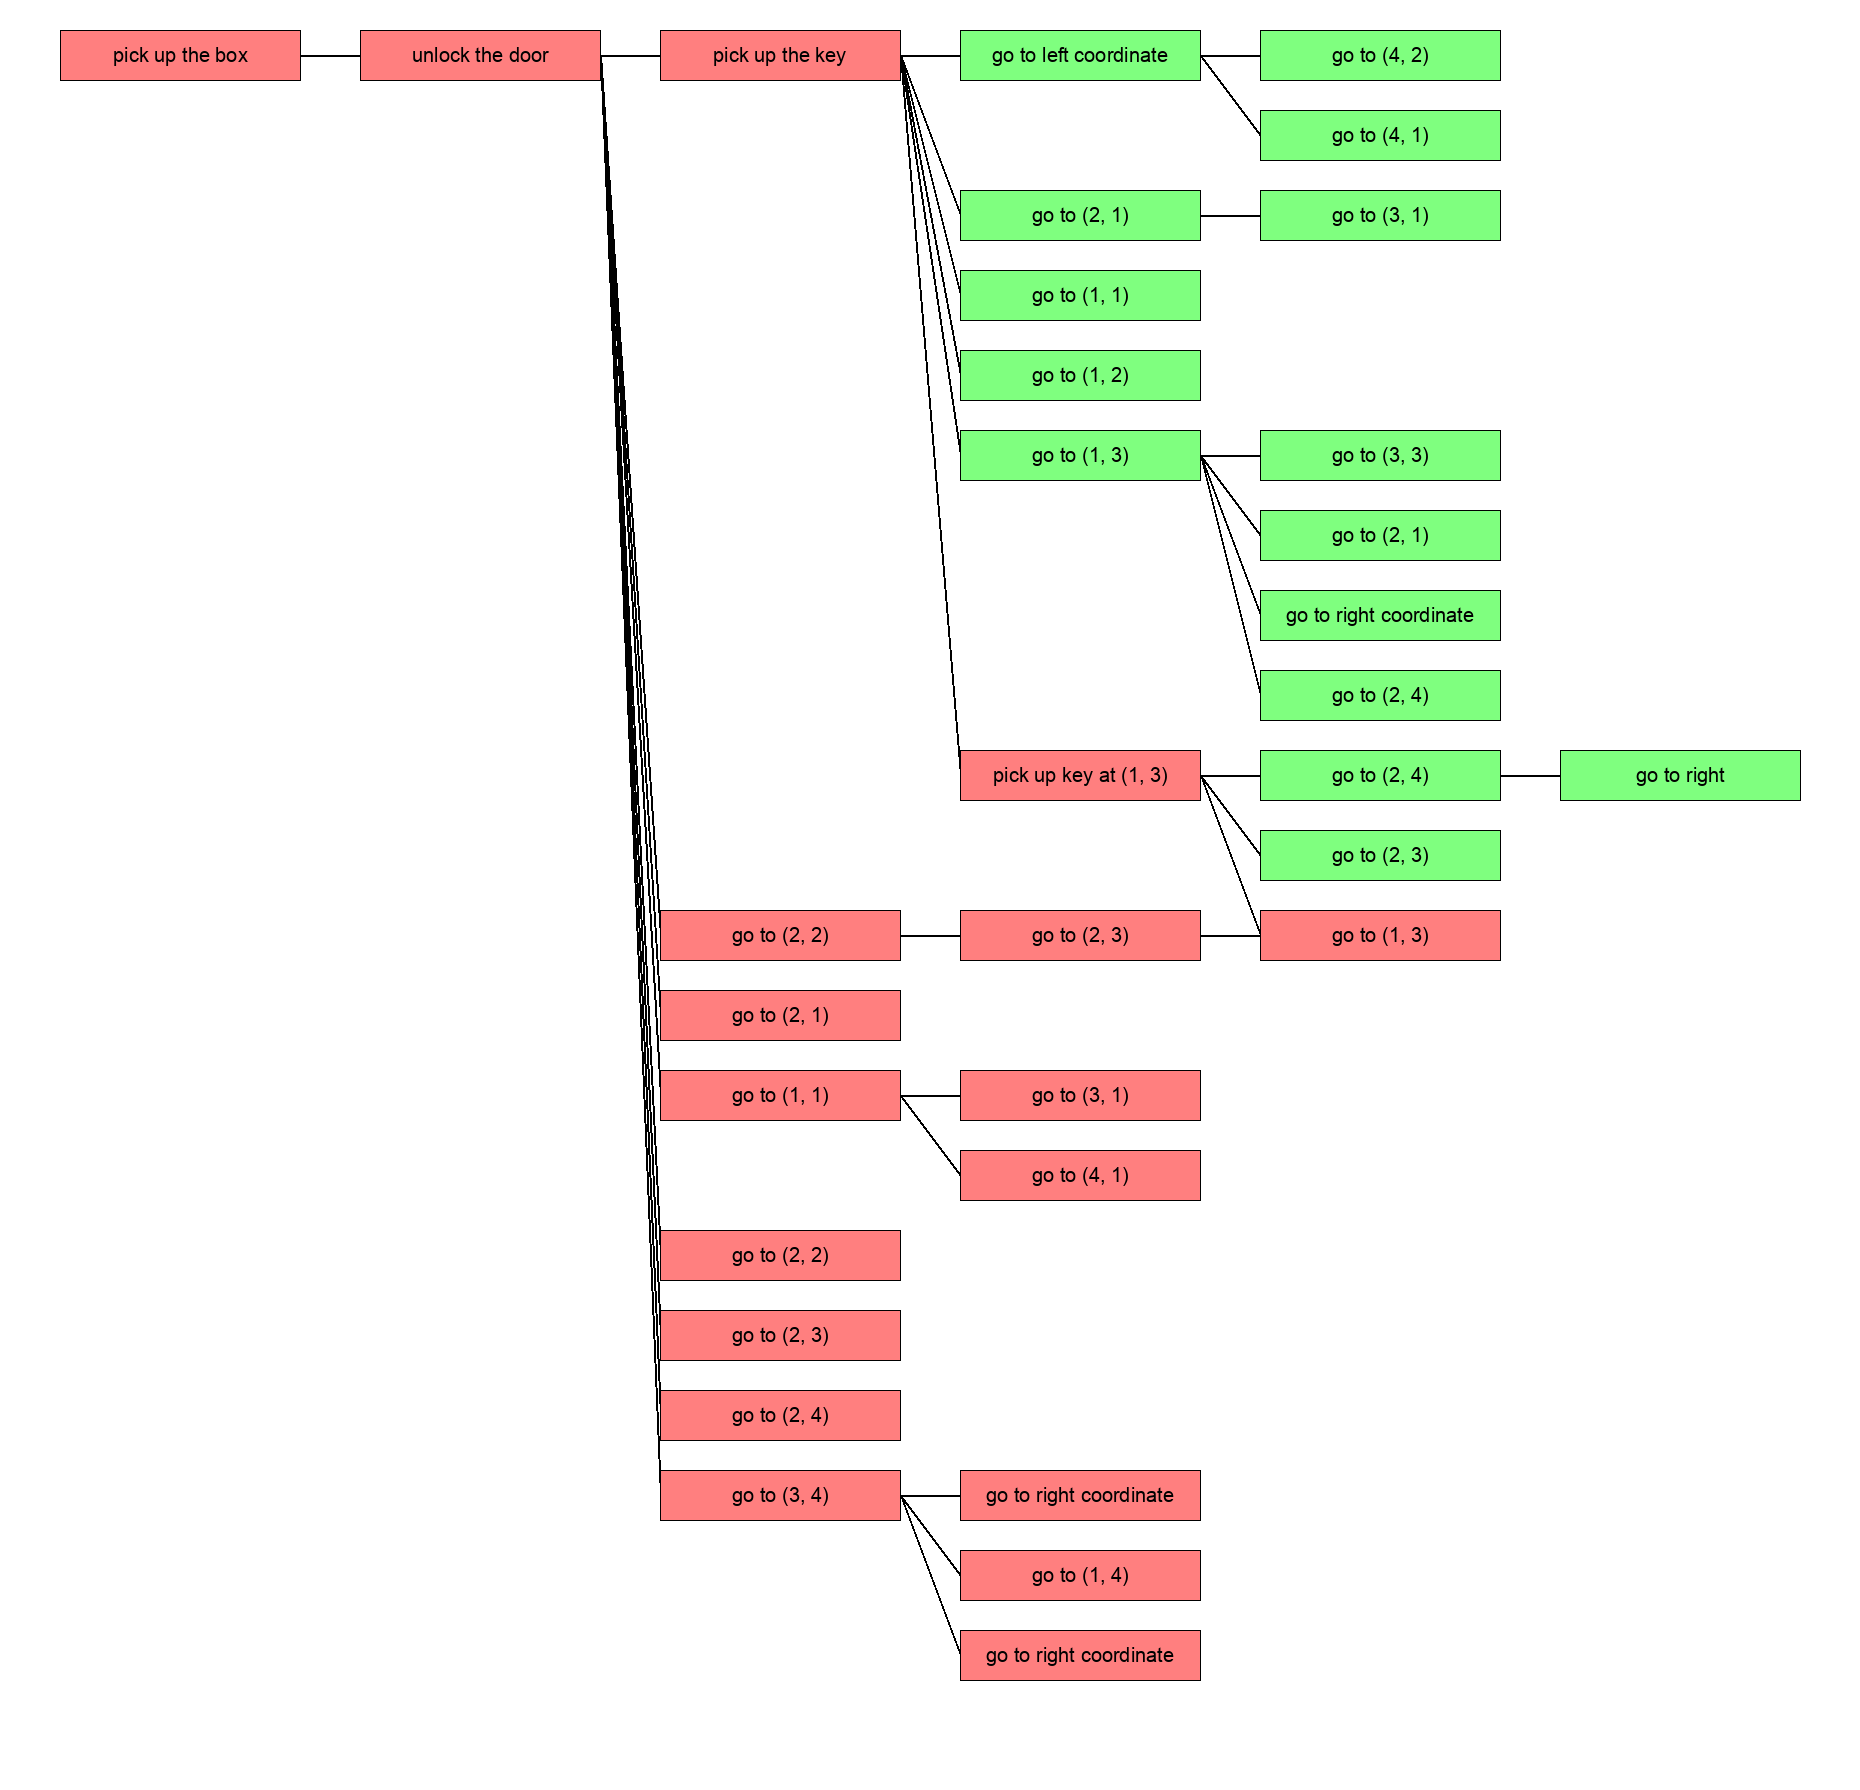 pick up the box
unlock the door
pick up the key
go to left coordinate
go to (4, 2)
go to (4, 1)
go to (2, 1)
go to (3, 1)
go to (1, 1)
go to (1, 2)
go to (1, 3)
go to (3, 3)
go to (2, 1)
go to right coordinate
go to (2, 4)
pick up key at (1, 3)
go to (2, 4)
go to right
go to (2, 3)
go to (2, 2)
go to (2, 3)
go to (1, 3)
go to (2, 1)
go to (1, 1)
go to (3, 1)
go to (4, 1)
go to (2, 2)
go to (2, 3)
go to (2, 4)
go to (3, 4)
go to right coordinate
go to (1, 4)
go to right coordinate